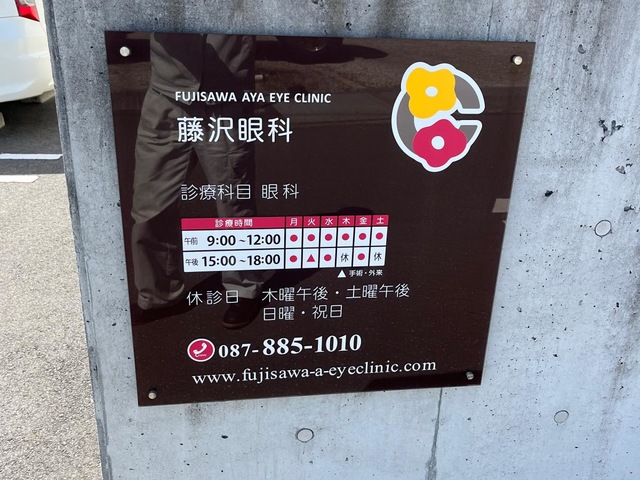 FUJISAWA AYA EYE CLINIC
藤沢眼科
診療科目 眼科
診療時間 月 火 水 木 金 土
午前 9:00~12:00 ● ● ● ● ● ●
午後 15:00~18:00 ● ▲ ● 休 ● 休
▲ 手術・外来
休診日 木曜午後・土曜午後
日曜・祝日
087-885-1010
www.fujisawa-a-eyeclinic.com